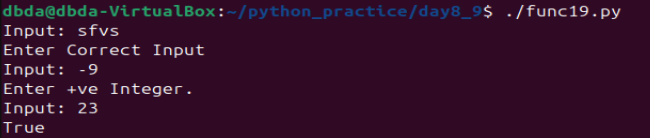 dbda@dbda-VirtualBox:~/python_practice/day8_9$ ./func19.py
Input: sfvs
Enter Correct Input
Input: -9
Enter +ve Integer.
Input: 23
True